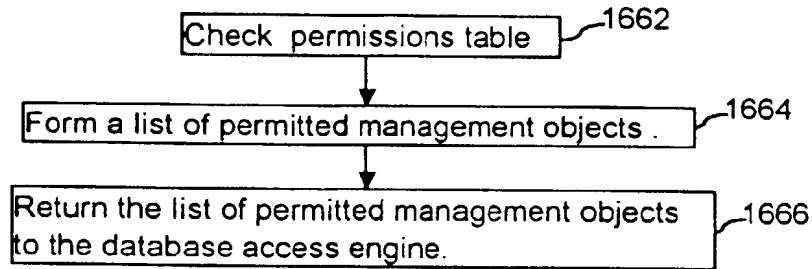 Check permissions table
1662
Form a list of permitted management objects .
1664
Return the list of permitted management objects
to the database access engine.
1666